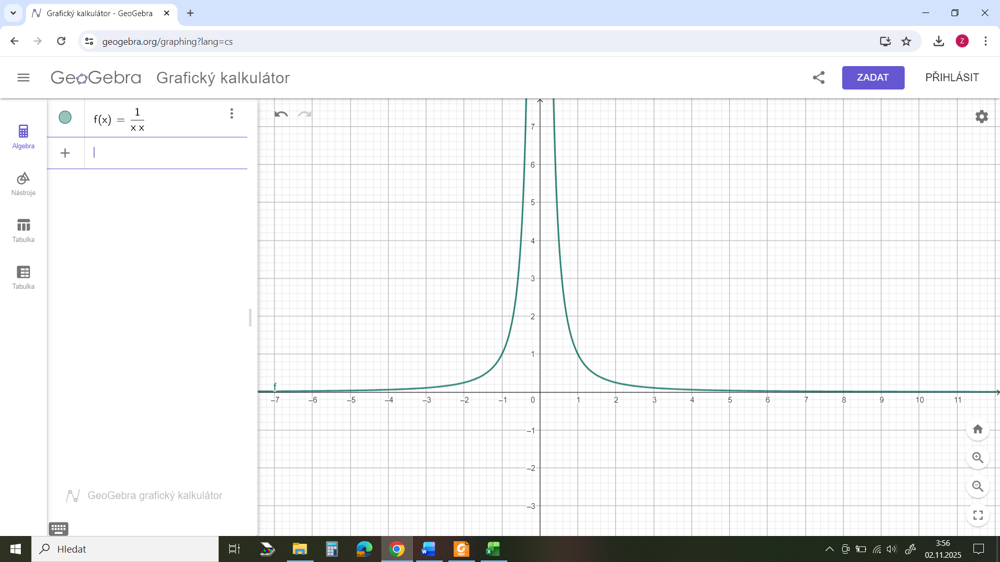 Grafický kalkulátor - GeoGebra
geogebra.org/graphing?lang=cs
Z
GeoGebra Grafický kalkulátor
ZADAT
PŘIHLÁSIT
Algebra
Nástroje
Tabulka
Tabulka
f(x) = 1
x x
GeoGebra grafický kalkulátor
f
7
6
5
4
3
2
1
–7 –6 –5 –4 –3 –2 –1 0 1 2 3 4 5 6 7 8 9 10 11
–1
–2
–3
Hledat
3:56
02.11.2025